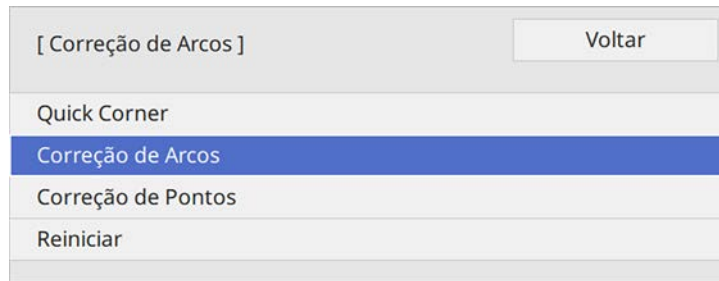 [ Correção de Arcos ]
Voltar
Quick Corner
Correção de Arcos
Correção de Pontos
Reiniciar